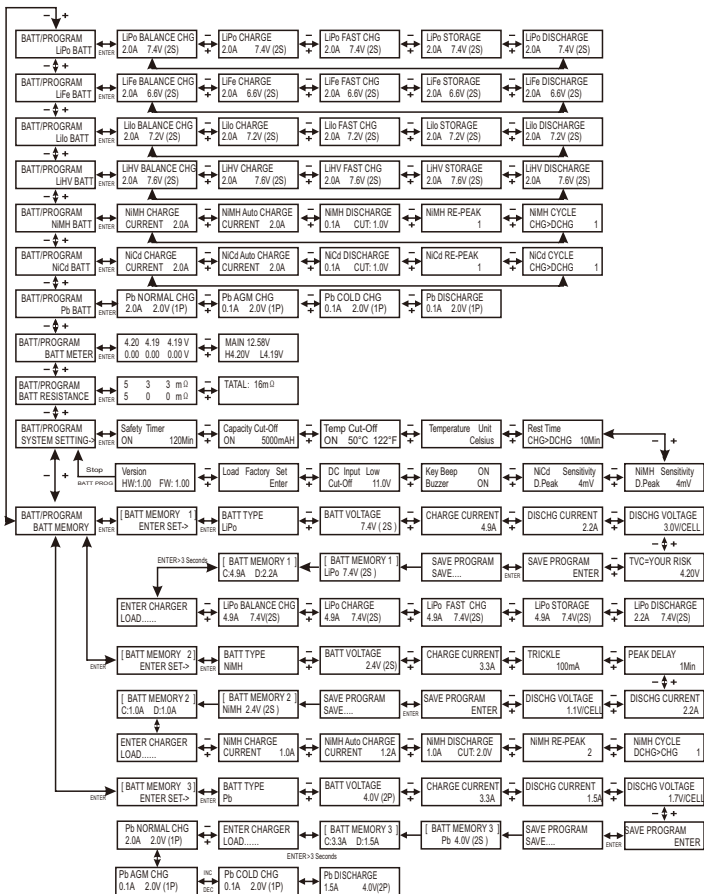 BATT/PROGRAM
LiPo BATT
ENTER
LiPo BALANCE CHG
2.0A 7.4V (2S)
LiPo CHARGE
2.0A 7.4V (2S)
LiPo FAST CHG
2.0A 7.4V (2S)
LiPo STORAGE
2.0A 7.4V (2S)
LiPo DISCHARGE
2.0A 7.4V (2S)
BATT/PROGRAM
LiFe BATT
ENTER
LiFe BALANCE CHG
2.0A 6.6V (2S)
LiFe CHARGE
2.0A 6.6V (2S)
LiFe FAST CHG
2.0A 6.6V (2S)
LiFe STORAGE
2.0A 6.6V (2S)
LiFe DISCHARGE
2.0A 6.6V (2S)
BATT/PROGRAM
LiIo BATT
ENTER
LiIo BALANCE CHG
2.0A 7.2V (2S)
LiIo CHARGE
2.0A 7.2V (2S)
LiIo FAST CHG
2.0A 7.2V (2S)
LiIo STORAGE
2.0A 7.2V (2S)
LiIo DISCHARGE
2.0A 7.2V (2S)
BATT/PROGRAM
LiHV BATT
ENTER
LiHV BALANCE CHG
2.0A 7.6V (2S)
LiHV CHARGE
2.0A 7.6V (2S)
LiHV FAST CHG
2.0A 7.6V (2S)
LiHV STORAGE
2.0A 7.6V (2S)
LiHV DISCHARGE
2.0A 7.6V (2S)
BATT/PROGRAM
NiMH BATT
ENTER
NiMH CHARGE
CURRENT 2.0A
NiMH Auto CHARGE
CURRENT 2.0A
NiMH DISCHARGE
0.1A CUT: 1.0V
NiMH RE-PEAK
1
NiMH CYCLE
CHG>DCHG 1
BATT/PROGRAM
NiCd BATT
ENTER
NiCd CHARGE
CURRENT 2.0A
NiCd Auto CHARGE
CURRENT 2.0A
NiCd DISCHARGE
0.1A CUT: 1.0V
NiCd RE-PEAK
1
NiCd CYCLE
CHG>DCHG 1
BATT/PROGRAM
Pb BATT
ENTER
Pb NORMAL CHG
2.0A 2.0V (1P)
Pb AGM CHG
0.1A 2.0V (1P)
Pb COLD CHG
0.1A 2.0V (1P)
Pb DISCHARGE
0.1A 2.0V (1P)
BATT/PROGRAM
BATT METER
ENTER
4.20 4.19 4.19 V
0.00 0.00 0.00 V
MAIN 12.58V
H4.20V L4.19V
BATT/PROGRAM
BATT RESISTANCE
ENTER
5 3 3 mΩ
5 0 0 mΩ
TATAL: 16mΩ
BATT/PROGRAM
SYSTEM SETTING->
ENTER
Safety Timer
ON 120Min
Capacity Cut-Off
ON 5000mAH
Temp Cut-Off
ON 50°C 122°F
Temperature Unit
Celsius
Rest Time
CHG>DCHG 10Min
Stop
BATT PROG
Version
HW:1.00 FW: 1.00
Load Factory Set
Enter
DC Input Low
Cut-Off 11.0V
Key Beep ON
Buzzer ON
NiCd Sensitivity
D.Peak 4mV
NiMH Sensitivity
D.Peak 4mV
BATT/PROGRAM
BATT MEMORY
ENTER
[ BATT MEMORY 1 ]
ENTER SET->
ENTER
BATT TYPE
LiPo
BATT VOLTAGE
7.4V ( 2S )
CHARGE CURRENT
4.9A
DISCHG CURRENT
2.2A
DISCHG VOLTAGE
3.0V/CELL
ENTER>3 Seconds
[ BATT MEMORY 1 ]
C:4.9A D:2.2A
[ BATT MEMORY 1 ]
LiPo 7.4V (2S )
SAVE PROGRAM
SAVE....
ENTER
SAVE PROGRAM
ENTER
TVC=YOUR RISK
4.20V
ENTER CHARGER
LOAD......
LiPo BALANCE CHG
4.9A 7.4V(2S)
LiPo CHARGE
4.9A 7.4V(2S)
LiPo FAST CHG
4.9A 7.4V(2S)
LiPo STORAGE
4.9A 7.4V(2S)
LiPo DISCHARGE
2.2A 7.4V(2S)
ENTER
[ BATT MEMORY 2 ]
ENTER SET->
ENTER
BATT TYPE
NiMH
BATT VOLTAGE
2.4V (2S)
CHARGE CURRENT
3.3A
TRICKLE
100mA
PEAK DELAY
1Min
[ BATT MEMORY 2 ]
C:1.0A D:1.0A
[ BATT MEMORY 2 ]
NiMH 2.4V (2S )
SAVE PROGRAM
SAVE....
ENTER
SAVE PROGRAM
ENTER
DISCHG VOLTAGE
1.1V/CELL
DISCHG CURRENT
2.2A
ENTER CHARGER
LOAD......
NiMH CHARGE
CURRENT 1.0A
NiMH Auto CHARGE
CURRENT 1.2A
NiMH DISCHARGE
1.0A CUT: 2.0V
NiMH RE-PEAK
2
NiMH CYCLE
DCHG>CHG 1
ENTER
[ BATT MEMORY 3 ]
ENTER SET->
ENTER
BATT TYPE
Pb
BATT VOLTAGE
4.0V (2P)
CHARGE CURRENT
3.3A
DISCHG CURRENT
1.5A
DISCHG VOLTAGE
1.7V/CELL
Pb NORMAL CHG
2.0A 2.0V (1P)
ENTER CHARGER
LOAD......
[ BATT MEMORY 3 ]
C:3.3A D:1.5A
[ BATT MEMORY 3 ]
Pb 4.0V (2S )
SAVE PROGRAM
SAVE....
ENTER
SAVE PROGRAM
ENTER
ENTER>3 Seconds
Pb AGM CHG
0.1A 2.0V (1P)
INC
DEC
Pb COLD CHG
0.1A 2.0V (1P)
Pb DISCHARGE
1.5A 4.0V(2P)